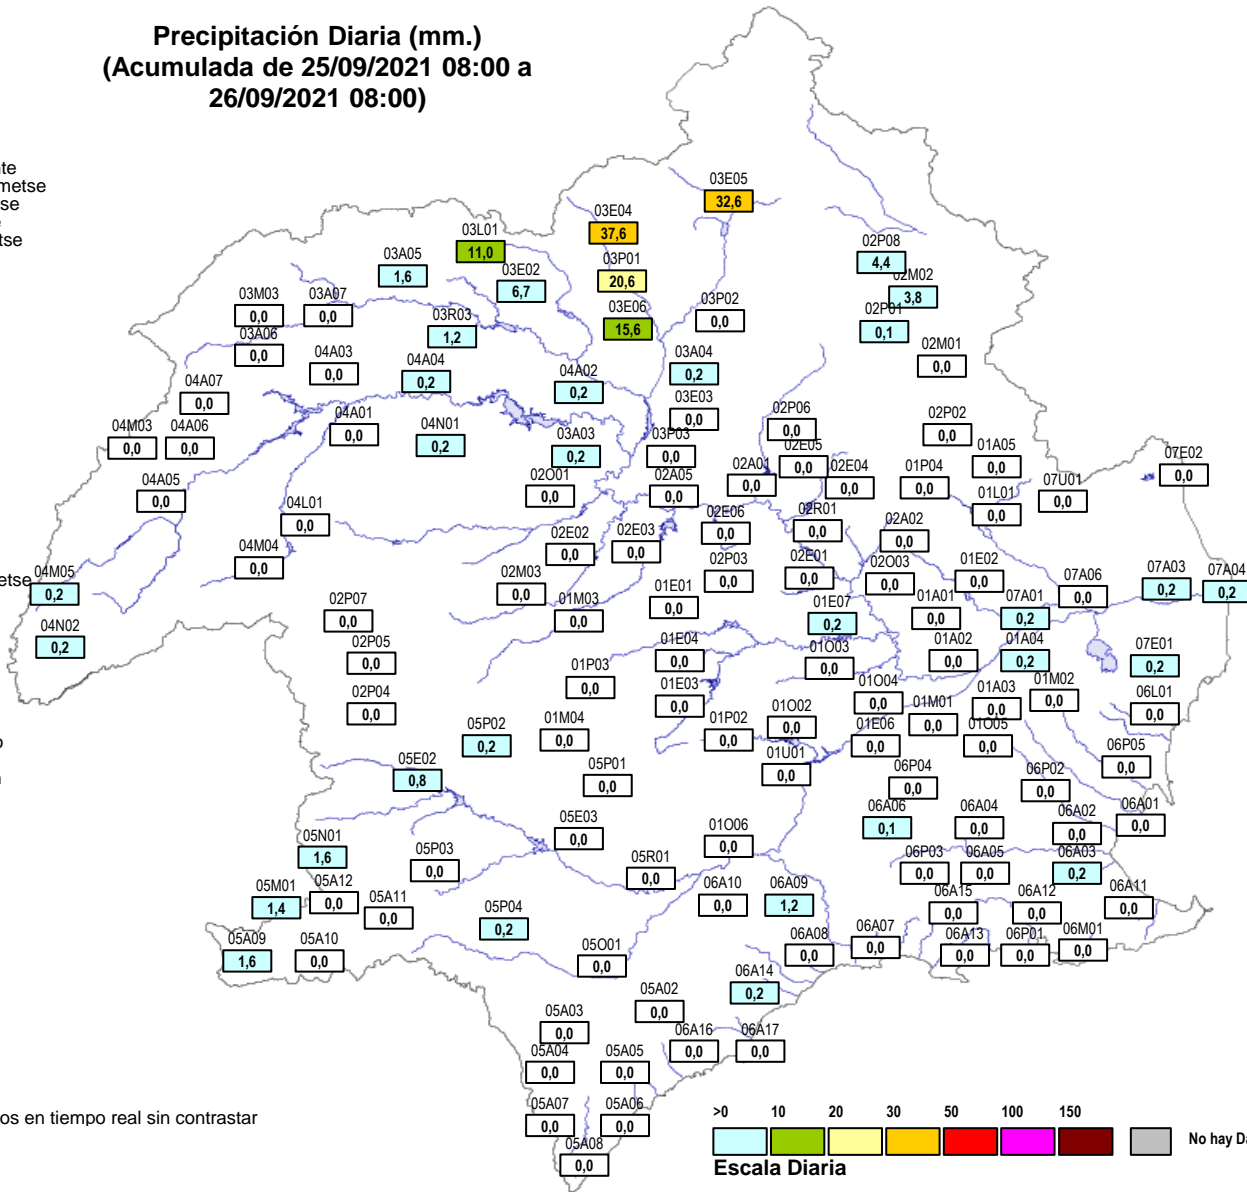 Precipitación Diaria (mm.)
(Acumulada de 25/09/2021 08:00 a
26/09/2021 08:00)
nte
metse
se
e
tse
03E05
32,6
03E04
37,6
03L01
11,0
03A05
1,6
03E02
6,7
03P01
20,6
02P08
4,4
02M02
3,8
03M03
0,0
03A07
0,0
03P02
0,0
03E06
15,6
02P01
0,1
03R03
1,2
03A06
0,0
02M01
0,0
04A03
0,0
04A04
0,2
03A04
0,2
04A02
0,2
04A07
0,0
03E03
0,0
04A01
0,0
02P06
0,0
02P02
0,0
04M03
0,0
04A06
0,0
04N01
0,2
03A03
0,2
03P03
0,0
02E05
0,0
01A05
0,0
07E02
0,0
04A05
0,0
02O01
0,0
02A05
0,0
02A01
0,0
02E04
0,0
01P04
0,0
07U01
0,0
01L01
0,0
04L01
0,0
02E06
0,0
02R01
0,0
02A02
0,0
02E02
0,0
02E03
0,0
04M04
0,0
etse
04M05
0,2
02M03
0,0
02P03
0,0
02E01
0,0
02O03
0,0
01E02
0,0
07A06
0,0
07A03
0,2
07A04
0,2
02P07
0,0
01M03
0,0
01E01
0,0
01E07
0,2
01A01
0,0
07A01
0,2
04N02
0,2
02P05
0,0
01E04
0,0
01O03
0,0
01A02
0,0
01A04
0,2
07E01
0,2
01P03
0,0
01E03
0,0
01O04
0,0
01A03
0,0
01M02
0,0
06L01
0,0
02P04
0,0
05P02
0,2
01M04
0,0
01P02
0,0
01O02
0,0
01M01
0,0
01E06
0,0
01O05
0,0
o
05E02
0,8
05P01
0,0
01U01
0,0
06P04
0,0
06P02
0,0
06P05
0,0
05E03
0,0
01O06
0,0
06A06
0,1
06A04
0,0
06A02
0,0
06A01
0,0
05N01
1,6
05P03
0,0
05R01
0,0
06P03
0,0
06A05
0,0
06A03
0,2
05M01
1,4
05A12
0,0
05A11
0,0
06A10
0,0
06A09
1,2
06A15
0,0
06A12
0,0
06A11
0,0
05P04
0,2
05A09
1,6
05A10
0,0
05O01
0,0
06A08
0,0
06A07
0,0
06A13
0,0
06P01
0,0
06M01
0,0
06A14
0,2
05A02
0,0
05A03
0,0
06A16
0,0
06A17
0,0
05A04
0,0
05A05
0,0
05A07
0,0
05A06
0,0
05A08
0,0
os en tiempo real sin contrastar
>0 10 20 30 50 100 150
No hay Da
Escala Diaria